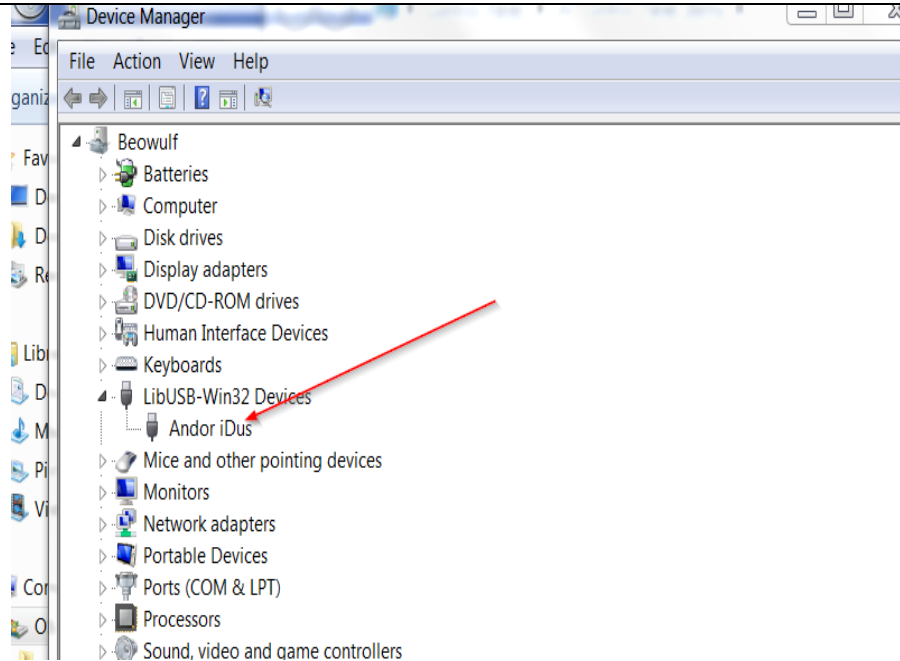 Device Manager
File Action View Help
Beowulf
Batteries
Computer
Disk drives
Display adapters
DVD/CD-ROM drives
Human Interface Devices
Keyboards
LibUSB-Win32 Devices
Andor iDus
Mice and other pointing devices
Monitors
Network adapters
Portable Devices
Ports (COM & LPT)
Processors
Sound, video and game controllers